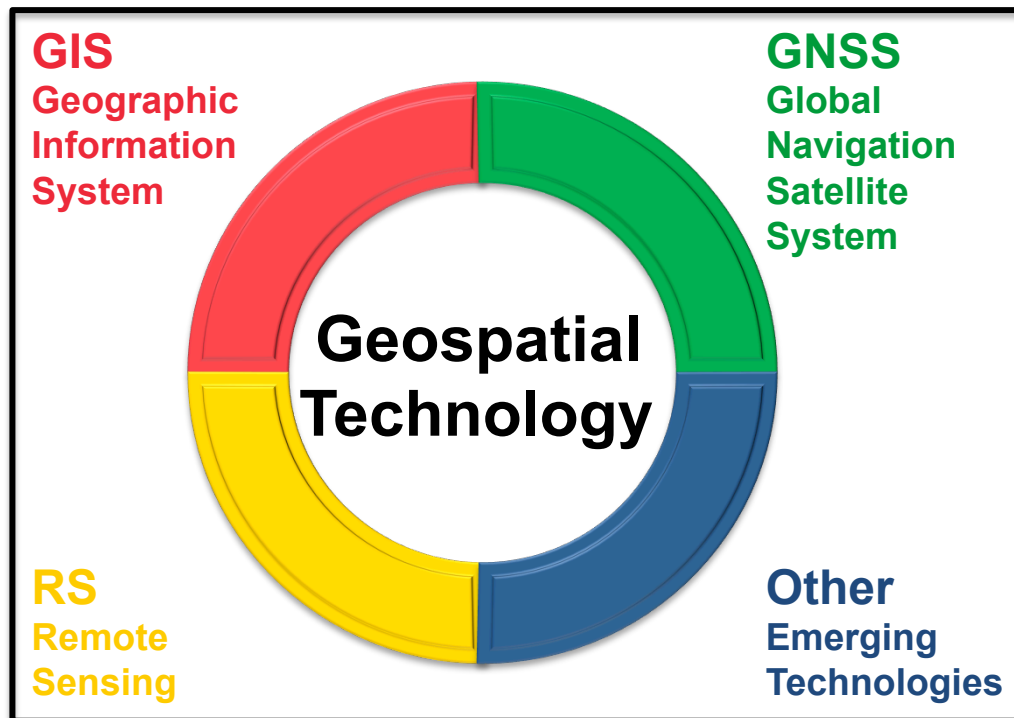 GIS
Geographic
Information
System
GNSS
Global
Navigation
Satellite
System
Geospatial
Technology
RS
Remote
Sensing
Other
Emerging
Technologies